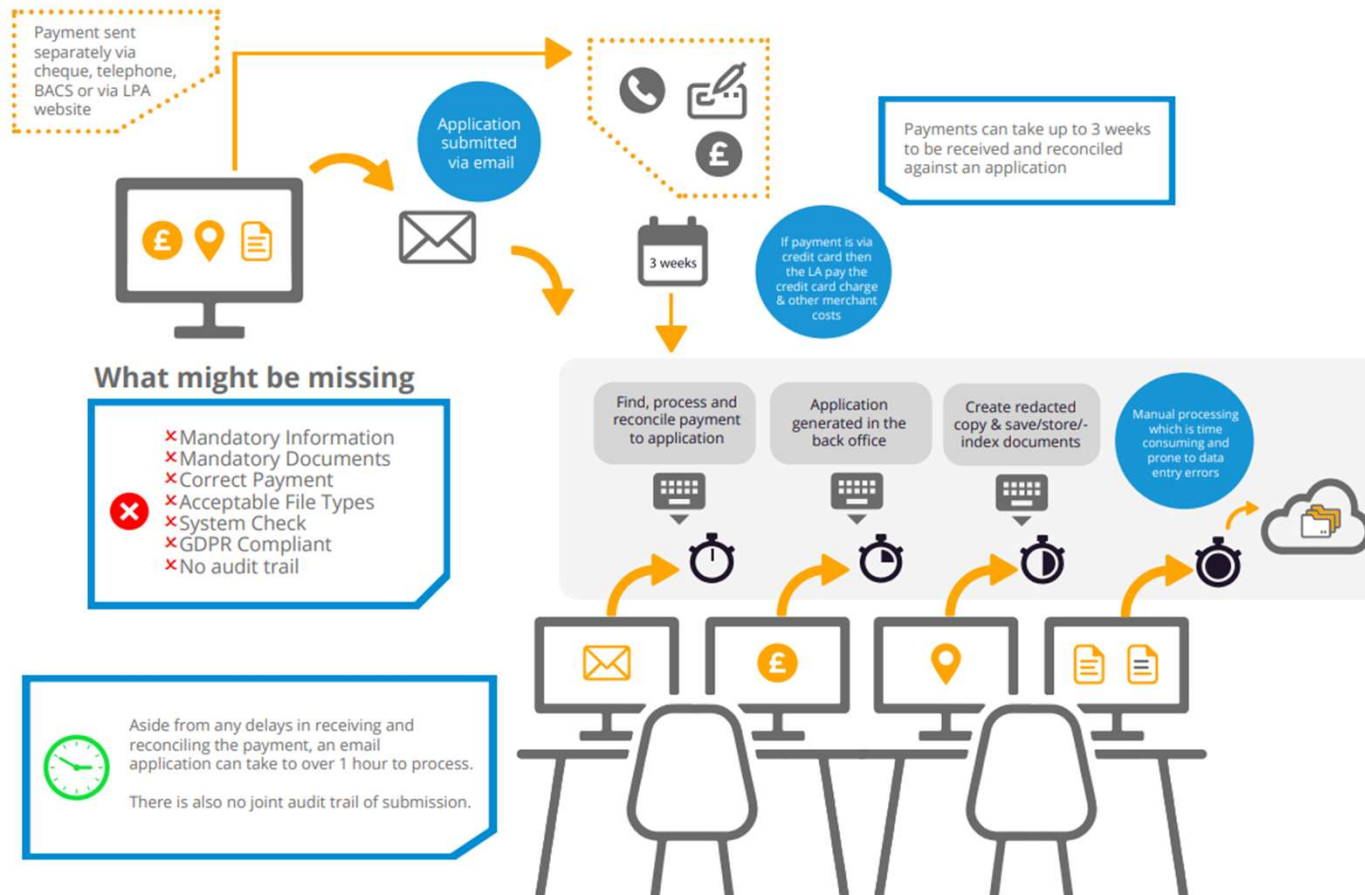 Payment sent
separately via
cheque, telephone,
BACS or via LPA
website
Application
submitted
via email
£
Payments can take up to 3 weeks
to be received and reconciled
against an application
£
3 weeks
If payment is via
credit card then
the LA pay the
credit card charge
& other merchant
costs
What might be missing
Mandatory Information
Mandatory Documents
Correct Payment
Acceptable File Types
System Check
GDPR Compliant
No audit trail
Find, process and
reconcile payment
to application
Application
generated in the
back office
Create redacted
copy & save/store/-
index documents
Manual processing
which is time
consuming and
prone to data
entry errors
£
Aside from any delays in receiving and
reconciling the payment, an email
application can take to over 1 hour to process.
There is also no joint audit trail of submission.